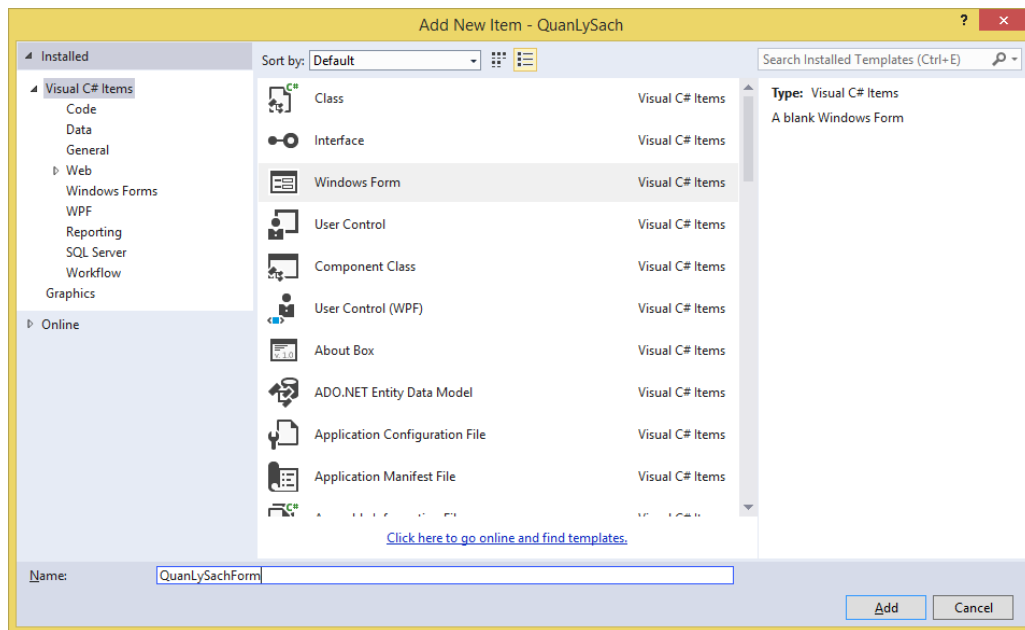 Add New Item - QuanLySach
?
Installed
Sort by: Default
Search Installed Templates (Ctrl+E)
Visual C# Items
Code
Data
General
Web
Windows Forms
WPF
Reporting
SQL Server
Workflow
Graphics
Online
C# Class Visual C# Items
Interface Visual C# Items
Windows Form Visual C# Items
User Control Visual C# Items
Component Class Visual C# Items
User Control (WPF) Visual C# Items
v. 1.0 About Box Visual C# Items
ADO.NET Entity Data Model Visual C# Items
Application Configuration File Visual C# Items
Application Manifest File Visual C# Items
C#
Click here to go online and find templates.
Type: Visual C# Items
A blank Windows Form
Name: QuanLySachForm
Add Cancel